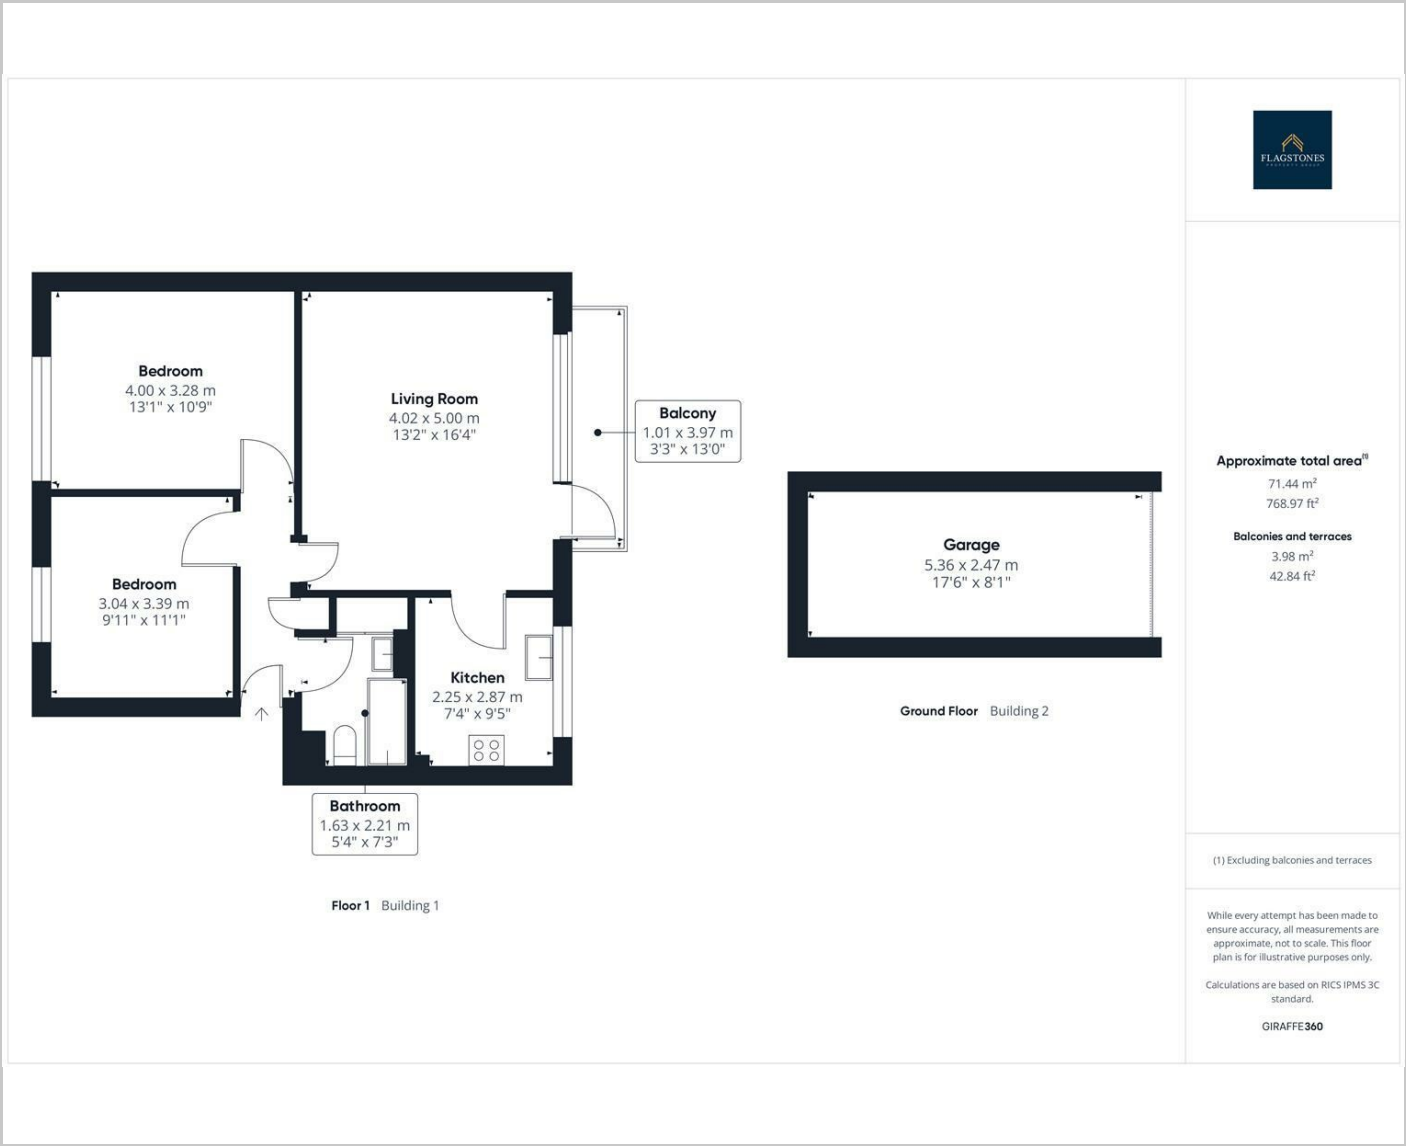 Bedroom
4.00 x 3.28 m
13'1" x 10'9"
Living Room
4.02 x 5.00 m
13'2" x 16'4"
Balcony
1.01 x 3.97 m
3'3" x 13'0"
Bedroom
3.04 x 3.39 m
9'11" x 11'1"
Kitchen
2.25 x 2.87 m
7'4" x 9'5"
Bathroom
1.63 x 2.21 m
5'4" x 7'3"
Floor 1 Building 1
Garage
5.36 x 2.47 m
17'6" x 8'1"
Ground Floor Building 2
FLAGSTONES
Approximate total area(1)
71.44 m²
768.97 ft²
Balconies and terraces
3.98 m²
42.84 ft²
(1) Excluding balconies and terraces
While every attempt has been made to
ensure accuracy, all measurements are
approximate, not to scale. This floor
plan is for illustrative purposes only.
Calculations are based on RICS IPMS 3C
standard.
GIRAFFE360